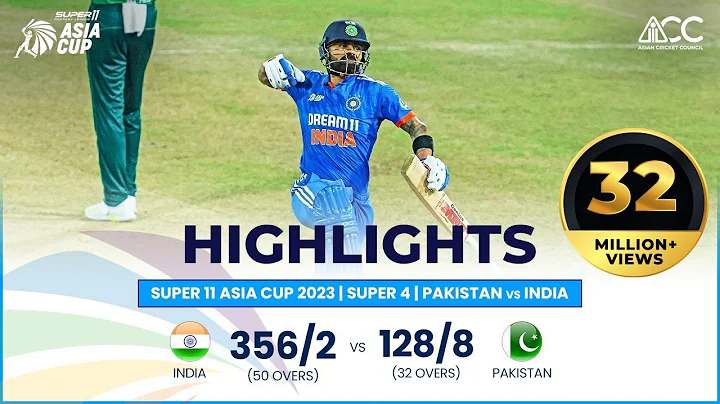 SUPER11
ASIA
CUP
ACC
ASIAN CRICKET COUNCIL
DREAM11
INDIA
32
MILLION+
VIEWS
HIGHLIGHTS
SUPER 11 ASIA CUP 2023 | SUPER 4 | PAKISTAN vs INDIA
356/2 VS 128/8
INDIA (50 OVERS) (32 OVERS) PAKISTAN